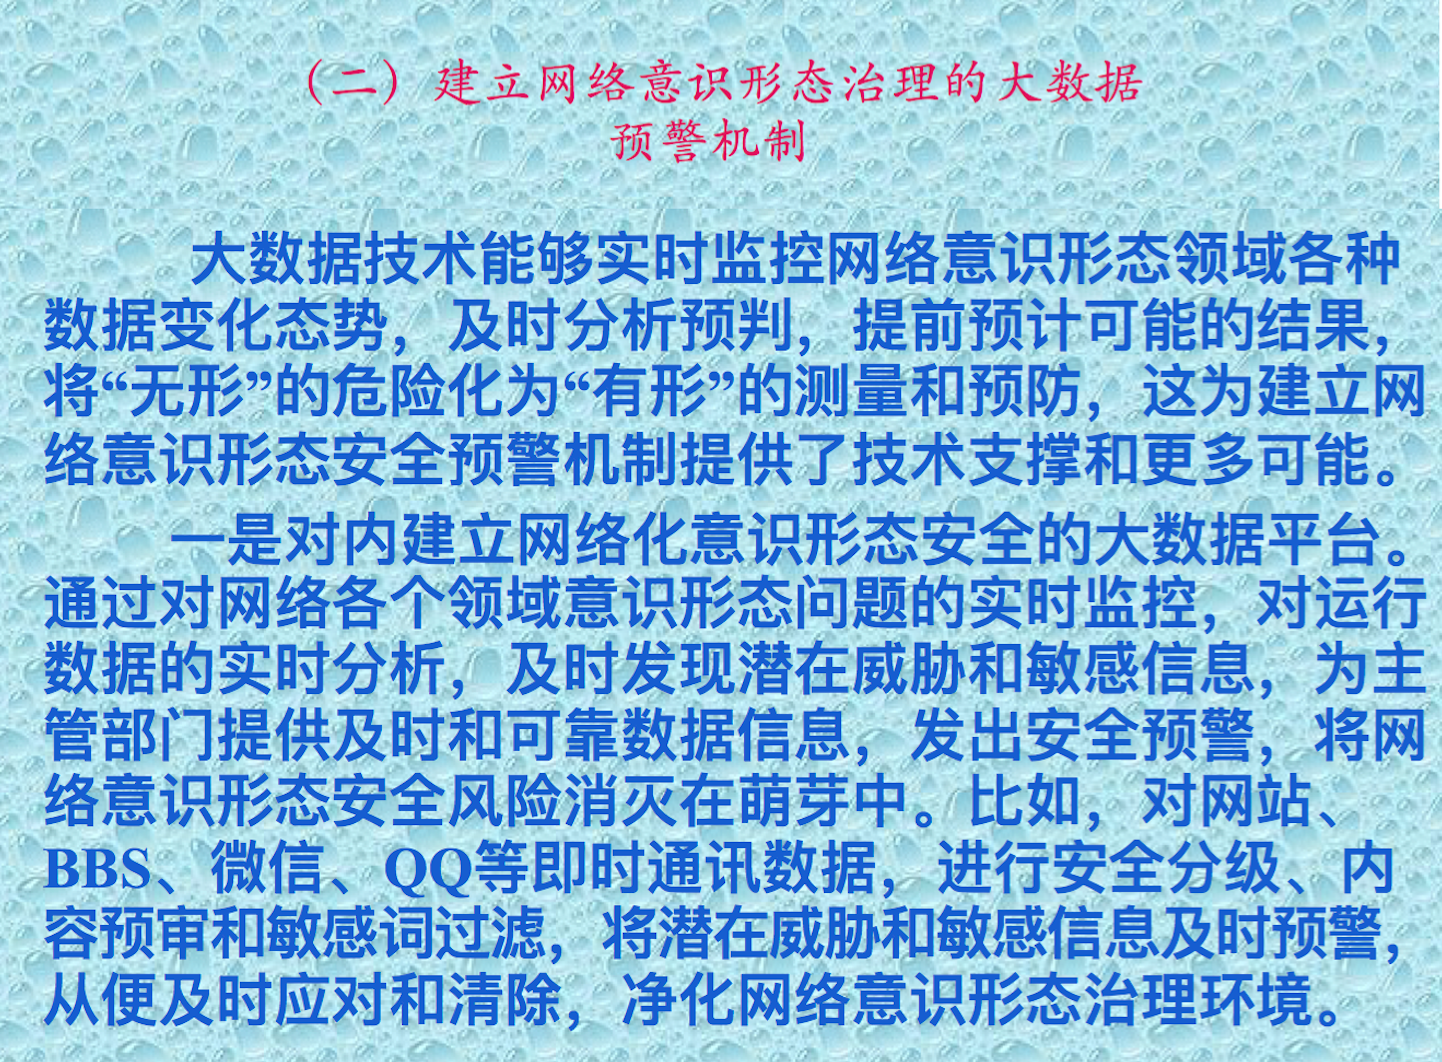 （二）建立网络意识形态治理的大数据
预警机制
大数据技术能够实时监控网络意识形态领域各种
数据变化态势，及时分析预判，提前预计可能的结果，
将“无形”的危险化为“有形”的测量和预防，这为建立网
络意识形态安全预警机制提供了技术支撑和更多可能。
一是对内建立网络化意识形态安全的大数据平台。
通过对网络各个领域意识形态问题的实时监控，对运行
数据的实时分析，及时发现潜在威胁和敏感信息，为主
管部门提供及时和可靠数据信息，发出安全预警，将网
络意识形态安全风险消灭在萌芽中。比如，对网站、
BBS、微信、QQ等即时通讯数据，进行安全分级、内
容预审和敏感词过滤，将潜在威胁和敏感信息及时预警，
从便及时应对和清除，净化网络意识形态治理环境。